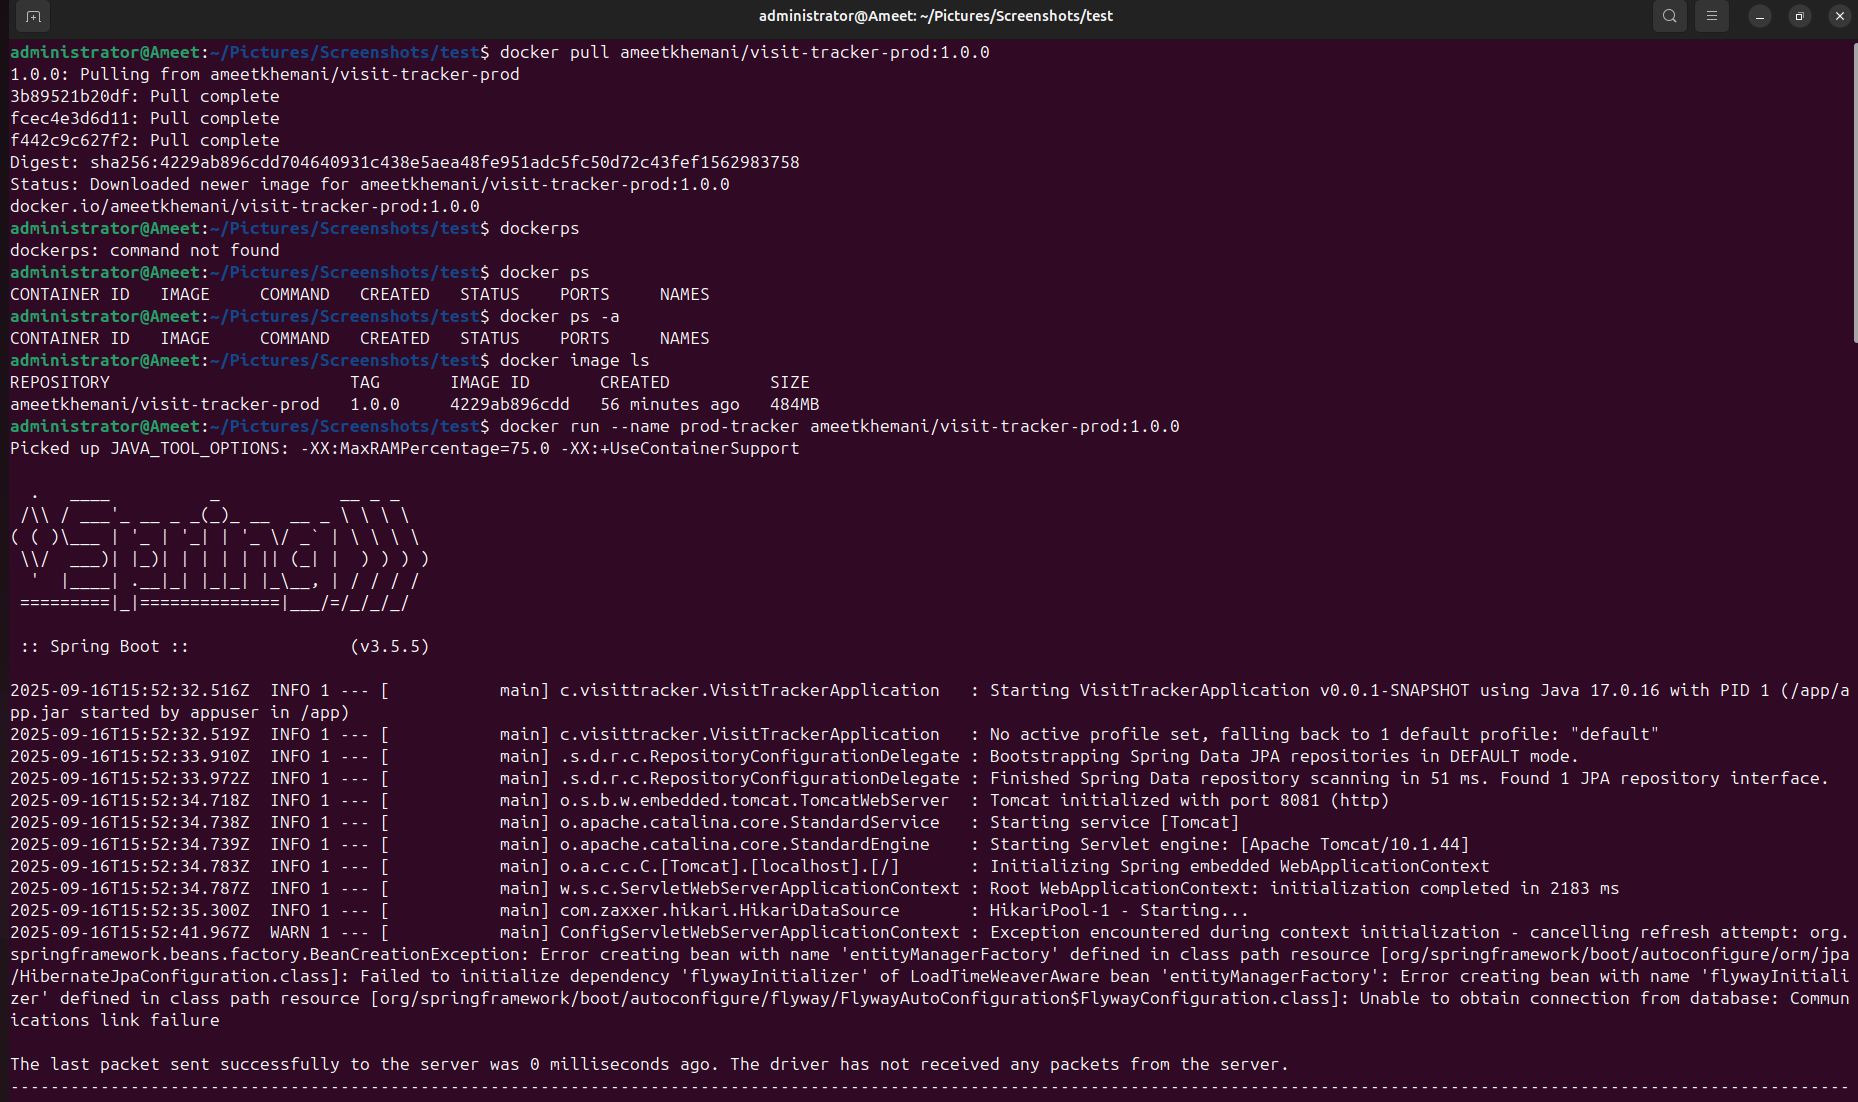 administrator@Ameet: ~/Pictures/Screenshots/test
administrator@Ameet:~/Pictures/Screenshots/test$ docker pull ameetkhemani/visit-tracker-prod:1.0.0
1.0.0: Pulling from ameetkhemani/visit-tracker-prod
3b89521b20df: Pull complete
fcec4e3d6d11: Pull complete
f442c9c627f2: Pull complete
Digest: sha256:4229ab896cdd704640931c438e5aea48fe951adc5fc50d72c43fef1562983758
Status: Downloaded newer image for ameetkhemani/visit-tracker-prod:1.0.0
docker.io/ameetkhemani/visit-tracker-prod:1.0.0
administrator@Ameet:~/Pictures/Screenshots/test$ dockerps
dockerps: command not found
administrator@Ameet:~/Pictures/Screenshots/test$ docker ps
CONTAINER ID   IMAGE     COMMAND   CREATED   STATUS    PORTS     NAMES
administrator@Ameet:~/Pictures/Screenshots/test$ docker ps -a
CONTAINER ID   IMAGE     COMMAND   CREATED   STATUS    PORTS     NAMES
administrator@Ameet:~/Pictures/Screenshots/test$ docker image ls
REPOSITORY                        TAG       IMAGE ID       CREATED          SIZE
ameetkhemani/visit-tracker-prod   1.0.0     4229ab896cdd   56 minutes ago   484MB
administrator@Ameet:~/Pictures/Screenshots/test$ docker run --name prod-tracker ameetkhemani/visit-tracker-prod:1.0.0
Picked up JAVA_TOOL_OPTIONS: -XX:MaxRAMPercentage=75.0 -XX:+UseContainerSupport
  .   ____          _            __ _ _
 /\\ / ___'_ __ _ _(_)_ __  __ _ \ \ \ \
( ( )\___ | '_ | '_| | '_ \/ _` | \ \ \ \
 \\/  ___)| |_)| | | | | || (_| |  ) ) ) )
  '  |____| .__|_| |_|_| |_\__, | / / / /
 =========|_|==============|___/=/_/_/_/
 :: Spring Boot ::                (v3.5.5)
2025-09-16T15:52:32.516Z  INFO 1 --- [           main] c.visittracker.VisitTrackerApplication   : Starting VisitTrackerApplication v0.0.1-SNAPSHOT using Java 17.0.16 with PID 1 (/app/a
pp.jar started by appuser in /app)
2025-09-16T15:52:32.519Z  INFO 1 --- [           main] c.visittracker.VisitTrackerApplication   : No active profile set, falling back to 1 default profile: "default"
2025-09-16T15:52:33.910Z  INFO 1 --- [           main] .s.d.r.c.RepositoryConfigurationDelegate : Bootstrapping Spring Data JPA repositories in DEFAULT mode.
2025-09-16T15:52:33.972Z  INFO 1 --- [           main] .s.d.r.c.RepositoryConfigurationDelegate : Finished Spring Data repository scanning in 51 ms. Found 1 JPA repository interface.
2025-09-16T15:52:34.718Z  INFO 1 --- [           main] o.s.b.w.embedded.tomcat.TomcatWebServer  : Tomcat initialized with port 8081 (http)
2025-09-16T15:52:34.738Z  INFO 1 --- [           main] o.apache.catalina.core.StandardService   : Starting service [Tomcat]
2025-09-16T15:52:34.739Z  INFO 1 --- [           main] o.apache.catalina.core.StandardEngine    : Starting Servlet engine: [Apache Tomcat/10.1.44]
2025-09-16T15:52:34.783Z  INFO 1 --- [           main] o.a.c.c.C.[Tomcat].[localhost].[/]       : Initializing Spring embedded WebApplicationContext
2025-09-16T15:52:34.787Z  INFO 1 --- [           main] w.s.c.ServletWebServerApplicationContext : Root WebApplicationContext: initialization completed in 2183 ms
2025-09-16T15:52:35.300Z  INFO 1 --- [           main] com.zaxxer.hikari.HikariDataSource       : HikariPool-1 - Starting...
2025-09-16T15:52:41.967Z  WARN 1 --- [           main] ConfigServletWebServerApplicationContext : Exception encountered during context initialization - cancelling refresh attempt: org.
springframework.beans.factory.BeanCreationException: Error creating bean with name 'entityManagerFactory' defined in class path resource [org/springframework/boot/autoconfigure/orm/jpa
/HibernateJpaConfiguration.class]: Failed to initialize dependency 'flywayInitializer' of LoadTimeWeaverAware bean 'entityManagerFactory': Error creating bean with name 'flywayInitiali
zer' defined in class path resource [org/springframework/boot/autoconfigure/flyway/FlywayAutoConfiguration$FlywayConfiguration.class]: Unable to obtain connection from database: Commun
ications link failure
The last packet sent successfully to the server was 0 milliseconds ago. The driver has not received any packets from the server.
----------------------------------------------------------------------------------------------------------------------------------------------------------------------------------------